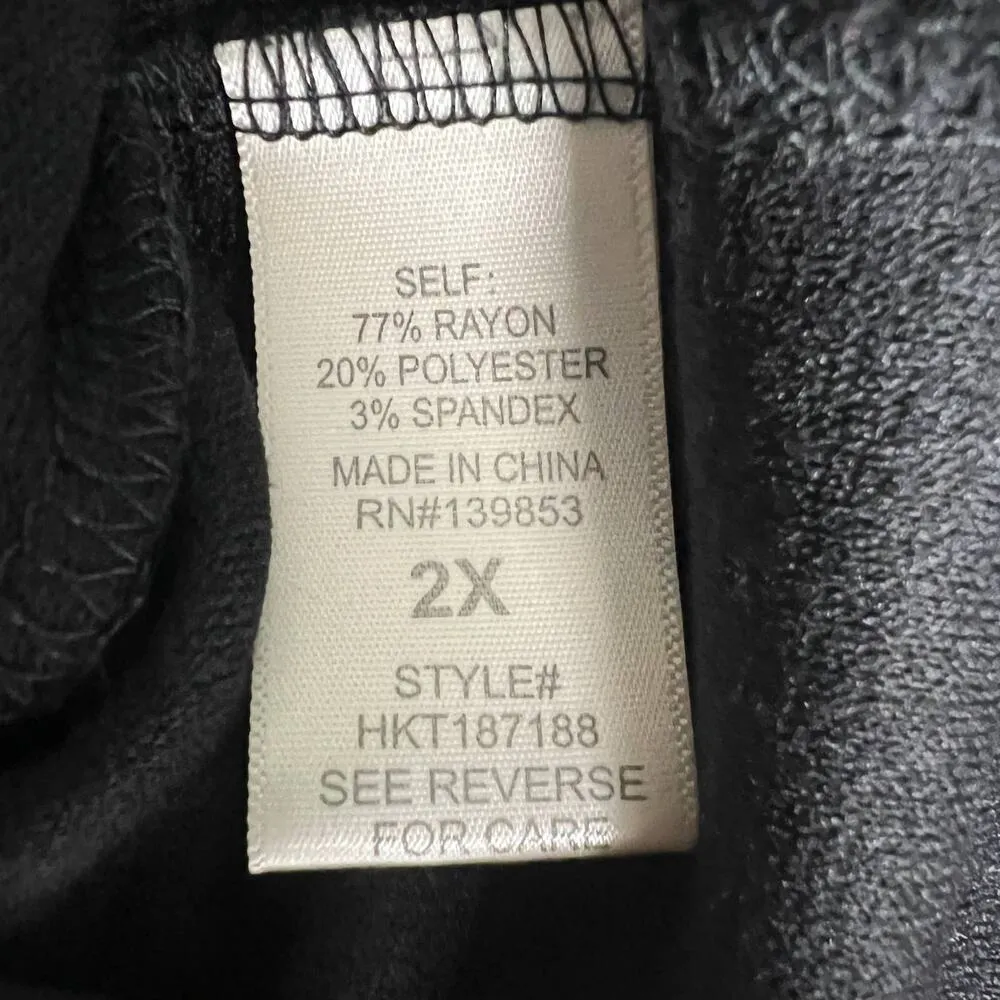 SELF:
77% RAYON
20% POLYESTER
3% SPANDEX
MADE IN CHINA
RN#139853
2X
STYLE#
HKT187188
SEE REVERSE
FOR CARE